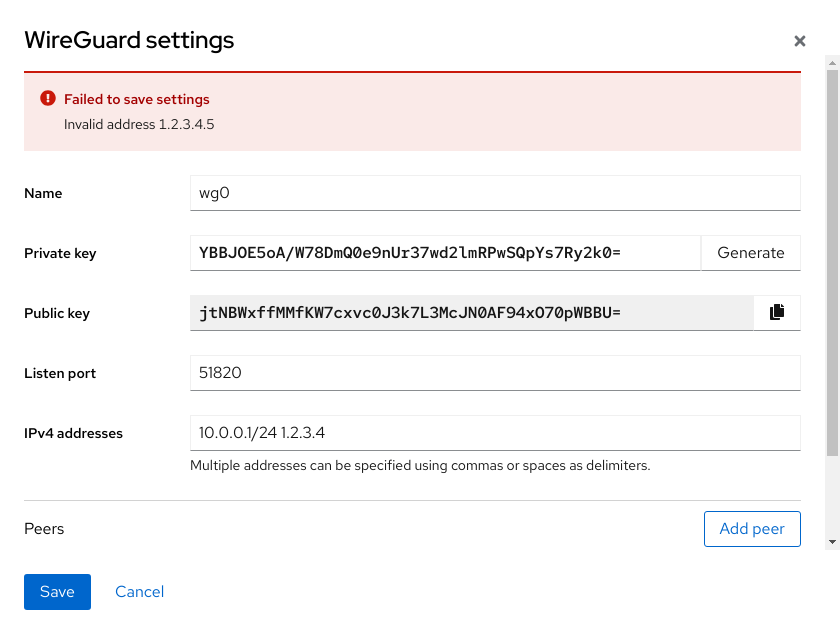 WireGuard settings
Failed to save settings
Invalid address 1.2.3.4.5
Name
wg0
Private key
YBBJOE5oA/W78DmQ0e9nUr37wd2lmRPwSQpYs7Ry2k0=
Generate
Public key
jtNBWxffMMfKW7cxvc0J3k7L3McJN0AF94xO70pWBBU=
Listen port
51820
IPv4 addresses
10.0.0.1/24 1.2.3.4
Multiple addresses can be specified using commas or spaces as delimiters.
Peers
Add peer
Save
Cancel